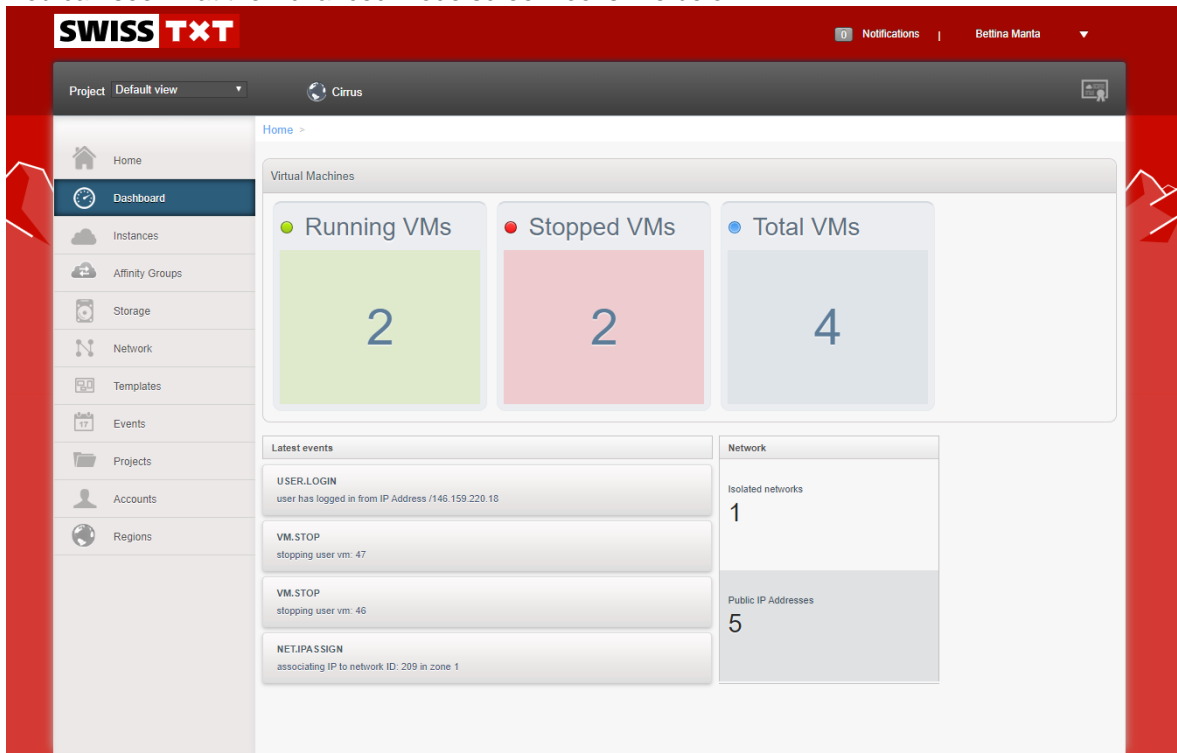 SWISS TXT
0 Notifications | Bettina Manta
Project Default view
Cirrus
Home >
Home
Dashboard
Instances
Affinity Groups
Storage
Network
Templates
17
Events
Projects
Accounts
Regions
Virtual Machines
Running VMs
2
Stopped VMs
2
Total VMs
4
Latest events
USER.LOGIN
user has logged in from IP Address /146.159.220.18
VM.STOP
stopping user vm: 47
VM.STOP
stopping user vm: 46
NET.IPASSIGN
associating IP to network ID: 209 in zone 1
Network
Isolated networks
1
Public IP Addresses
5